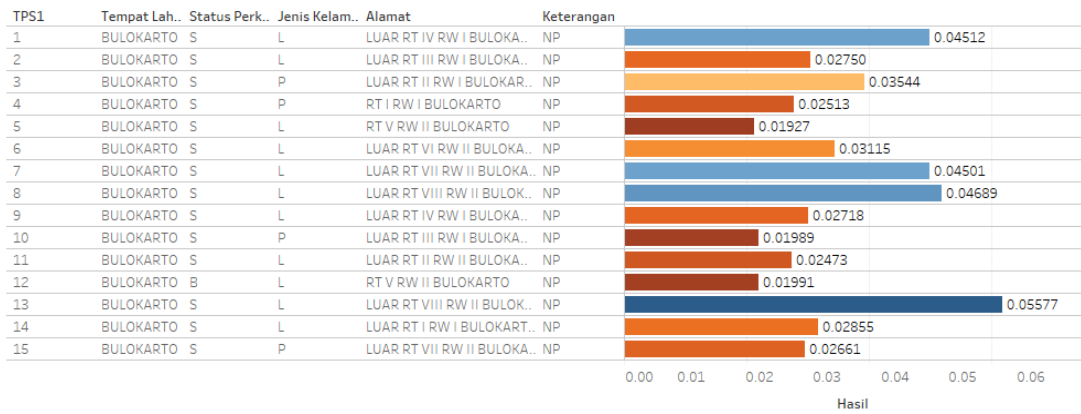 TPS1 Tempat Lah.. Status Perk.. Jenis Kelam.. Alamat Keterangan
1 BULOKARTO S L LUAR RT IV RW I BULOKA.. NP 0.04512
2 BULOKARTO S L LUAR RT III RW I BULOKA.. NP 0.02750
3 BULOKARTO S P LUAR RT II RW I BULOKAR.. NP 0.03544
4 BULOKARTO S P RT I RW I BULOKARTO NP 0.02513
5 BULOKARTO S L RT V RW II BULOKARTO NP 0.01927
6 BULOKARTO S L LUAR RT VI RW II BULOKA.. NP 0.03115
7 BULOKARTO S L LUAR RT VII RW II BULOKA.. NP 0.04501
8 BULOKARTO S L LUAR RT VIII RW II BULOK.. NP 0.04689
9 BULOKARTO S L LUAR RT IV RW I BULOKA.. NP 0.02718
10 BULOKARTO S P LUAR RT III RW I BULOKA.. NP 0.01989
11 BULOKARTO S L LUAR RT II RW II BULOKA.. NP 0.02473
12 BULOKARTO B L RT V RW II BULOKARTO NP 0.01991
13 BULOKARTO S L LUAR RT VIII RW II BULOK.. NP 0.05577
14 BULOKARTO S L LUAR RT I RW I BULOKART.. NP 0.02855
15 BULOKARTO S P LUAR RT VII RW II BULOKA.. NP 0.02661
0.00 0.01 0.02 0.03 0.04 0.05 0.06
Hasil